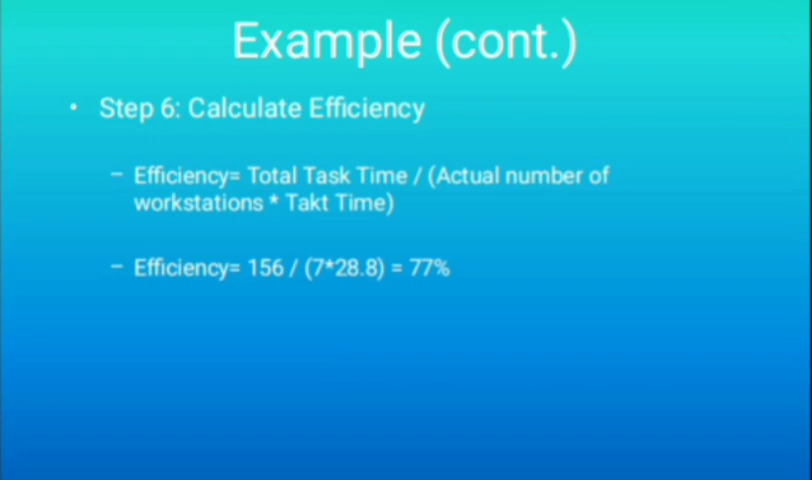 Example (cont.)
• Step 6: Calculate Efficiency
– Efficiency= Total Task Time / (Actual number of
workstations * Takt Time)
– Efficiency= 156 / (7*28.8) = 77%